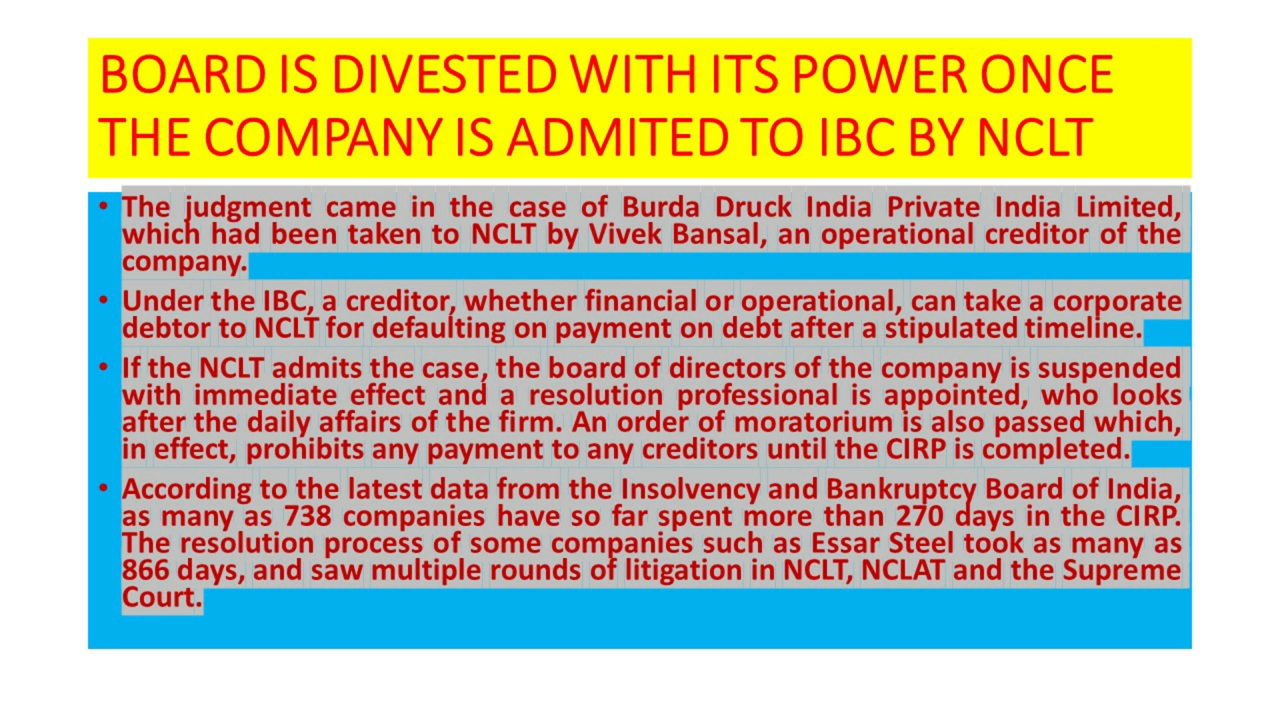 BOARD IS DIVESTED WITH ITS POWER ONCE
THE COMPANY IS ADMITED TO IBC BY NCLT
• The judgment came in the case of Burda Druck India Private India Limited,
which had been taken to NCLT by Vivek Bansal, an operational creditor of the
company.
• Under the IBC, a creditor, whether financial or operational, can take a corporate
debtor to NCLT for defaulting on payment on debt after a stipulated timeline.
• If the NCLT admits the case, the board of directors of the company is suspended
with immediate effect and a resolution professional is appointed, who looks
after the daily affairs of the firm. An order of moratorium is also passed which,
in effect, prohibits any payment to any creditors until the CIRP is completed.
• According to the latest data from the Insolvency and Bankruptcy Board of India,
as many as 738 companies have so far spent more than 270 days in the CIRP.
The resolution process of some companies such as Essar Steel took as many as
866 days, and saw multiple rounds of litigation in NCLT, NCLAT and the Supreme
Court.